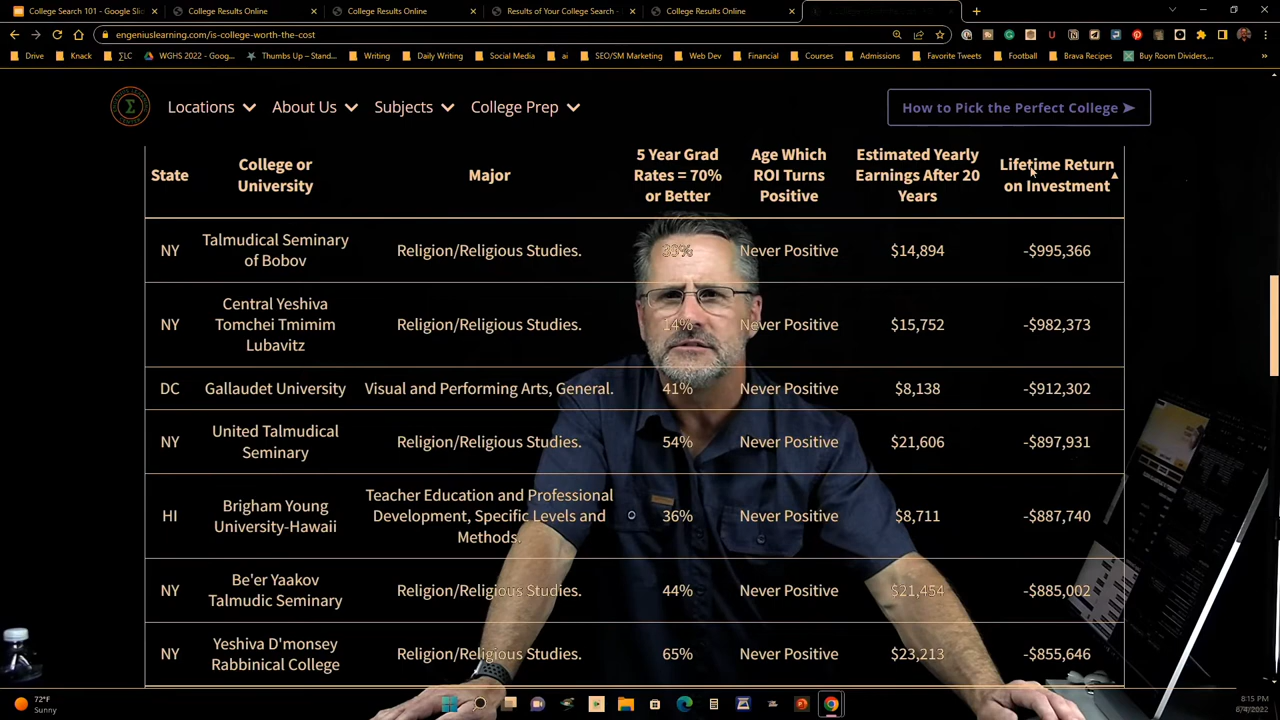 College Search 101 - Google Slid
College Results Online
College Results Online
Results of Your College Search -
College Results Online
engeniuslearning.com/is-college-worth-the-cost
Drive
Knack
∑LC
WGHS 2022 - Goog...
Thumbs Up – Stand...
Writing
Daily Writing
Social Media
ai
SEO/SM Marketing
Web Dev
Financial
Courses
Admissions
Favorite Tweets
Football
Brava Recipes
Buy Room Dividers,...
Locations
About Us
Subjects
College Prep
How to Pick the Perfect College ➤
State
College or
University
Major
5 Year Grad
Rates = 70%
or Better
Age Which
ROI Turns
Positive
Estimated Yearly
Earnings After 20
Years
Lifetime Return
on Investment
NY
Talmudical Seminary
of Bobov
Religion/Religious Studies.
Never Positive
$14,894
-$995,366
NY
Central Yeshiva
Tomchei Tmimim
Lubavitz
Religion/Religious Studies.
14%
Never Positive
$15,752
-$982,373
DC
Gallaudet University
Visual and Performing Arts, General.
41%
Never Positive
$8,138
-$912,302
NY
United Talmudical
Seminary
Religion/Religious Studies.
54%
Never Positive
$21,606
-$897,931
HI
Brigham Young
University-Hawaii
Teacher Education and Professional
Development, Specific Levels and
Methods.
36%
Never Positive
$8,711
-$887,740
NY
Be'er Yaakov
Talmudic Seminary
Religion/Religious Studies.
44%
Never Positive
$21,454
-$885,002
NY
Yeshiva D'monsey
Rabbinical College
Religion/Religious Studies.
65%
Never Positive
$23,213
-$855,646
72°F
Sunny
8:15 PM
8/4/2022